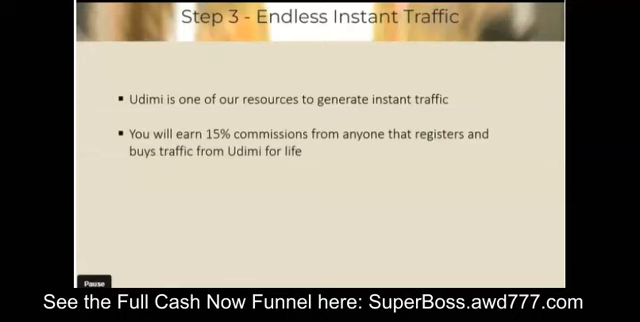 Step 3 - Endless Instant Traffic
▪ Udimi is one of our resources to generate instant traffic
▪ You will earn 15% commissions from anyone that registers and
buys traffic from Udimi for life
Pause
See the Full Cash Now Funnel here: SuperBoss.awd777.com